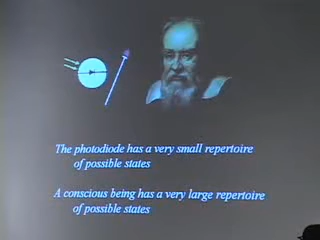 The photodiode has a very small repertoire
of possible states
A conscious being has a very large repertoire
of possible states